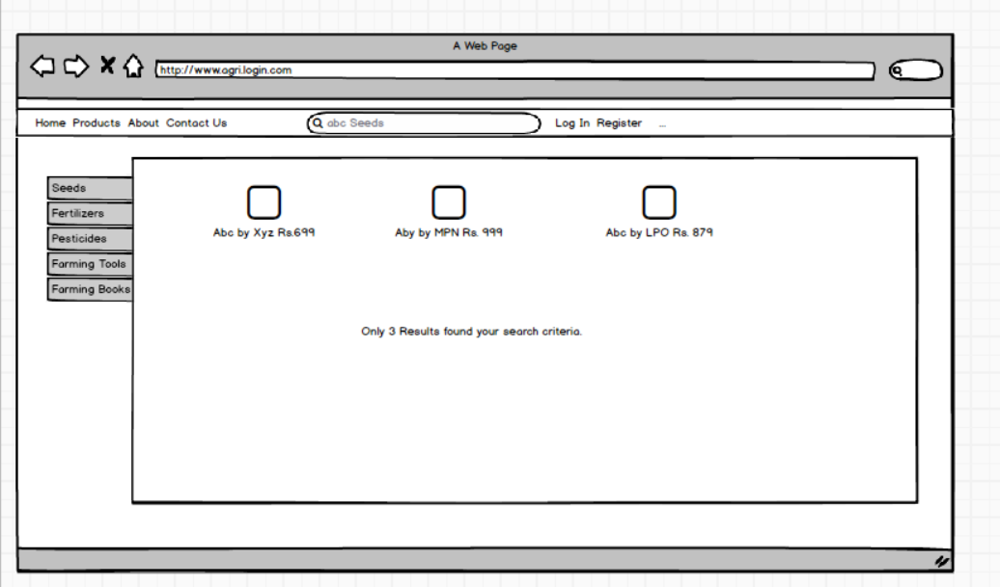 A Web Page
http://www.agri.login.com
Home Products About Contact Us
abc Seeds
Log In Register ...
Seeds
Fertilizers
Pesticides
Farming Tools
Farming Books
Abc by Xyz Rs.699
Aby by MPN Rs. 999
Abc by LPO Rs. 879
Only 3 Results found your search criteria.